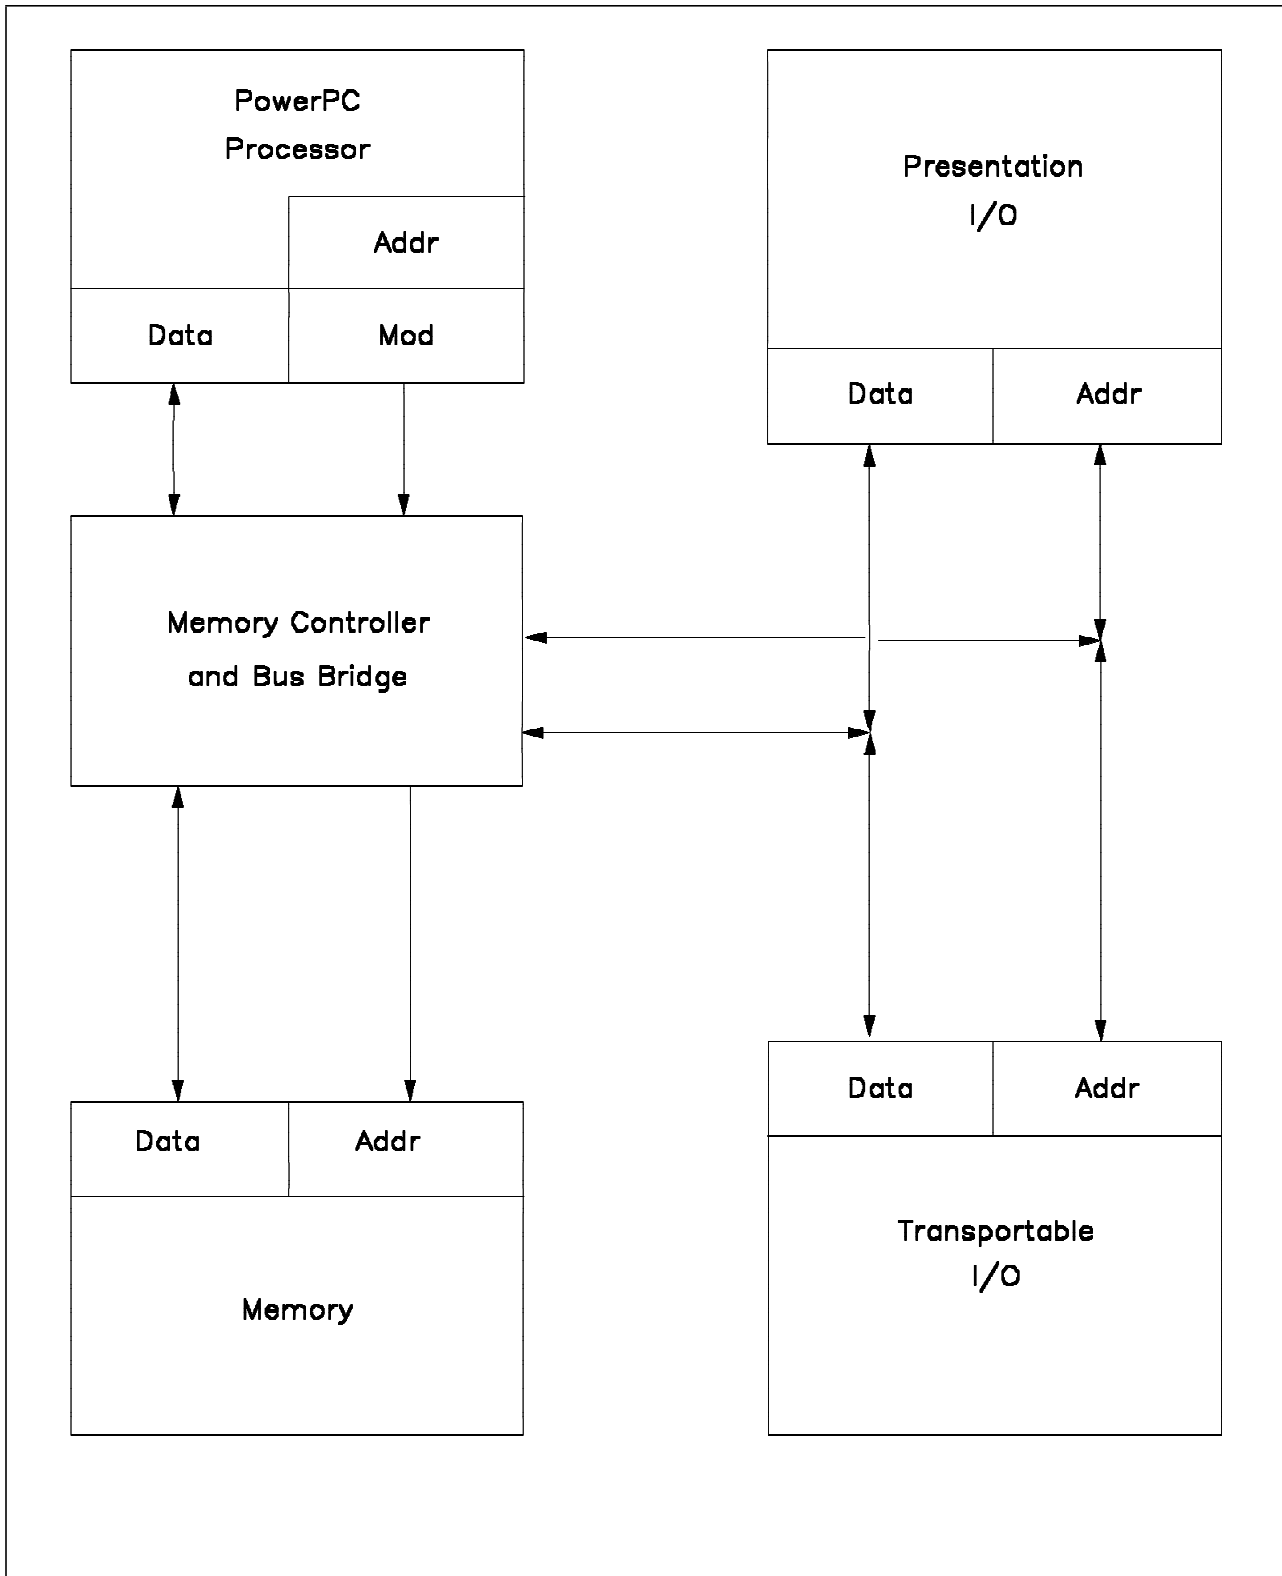 PowerPC
Processor
Addr
Data
Mod
Presentation
I/O
Data
Addr
Memory Controller
and Bus Bridge
Data
Addr
Memory
Data
Addr
Transportable
I/O